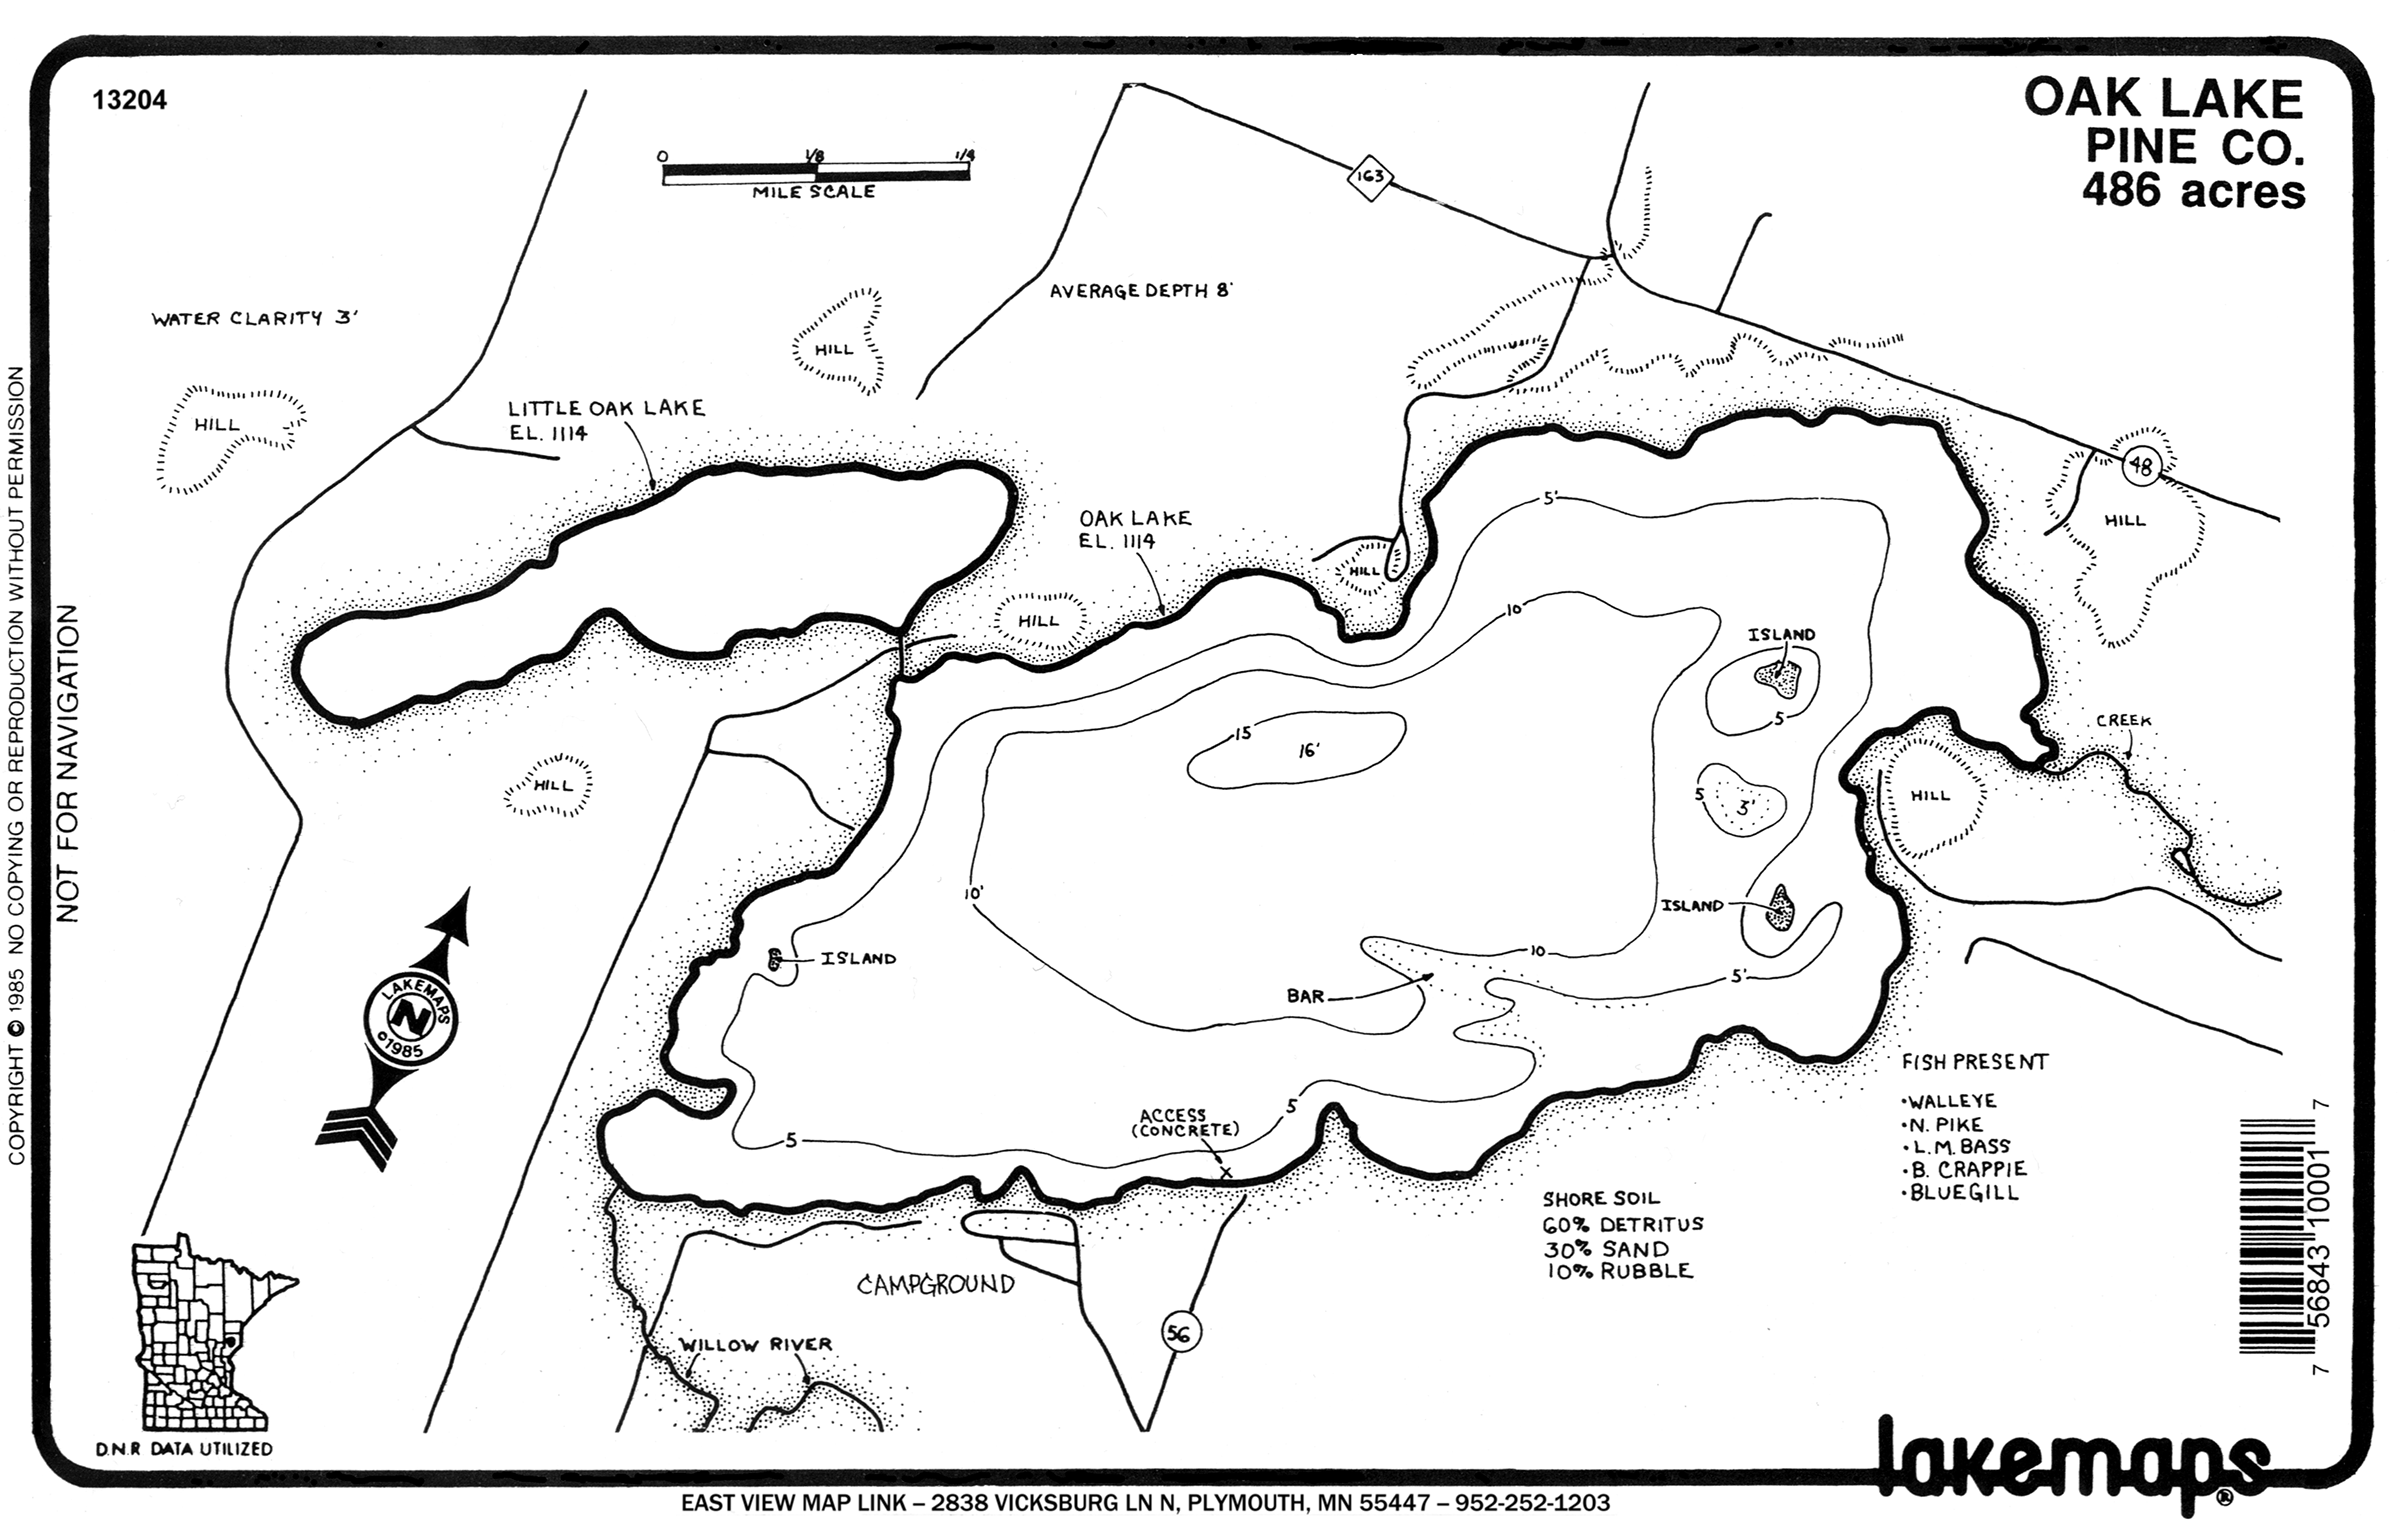 13204
OAK LAKE
PINE CO.
486 acres
0 1/8 1/4
MILE SCALE
163
AVERAGE DEPTH 8'
WATER CLARITY 3'
HILL
HILL
LITTLE OAK LAKE
EL. 1114
48
HILL
5'
OAK LAKE
EL. 1114
HILL
10
HILL
ISLAND
5
CREEK
15
16'
HILL
5
3'
HILL
10'
ISLAND
ISLAND
10
5'
BAR
LAKEMAPS
N
©1985
FISH PRESENT
•WALLEYE
•N. PIKE
•L.M. BASS
•B. CRAPPIE
•BLUEGILL
5
ACCESS
(CONCRETE)
5
SHORE SOIL
60% DETRITUS
30% SAND
10% RUBBLE
CAMPGROUND
56
WILLOW RIVER
D.N.R DATA UTILIZED
COPYRIGHT © 1985 NO COPYING OR REPRODUCTION WITHOUT PERMISSION
NOT FOR NAVIGATION
7 56843 10001 7
lakemaps®
EAST VIEW MAP LINK – 2838 VICKSBURG LN N, PLYMOUTH, MN 55447 – 952-252-1203